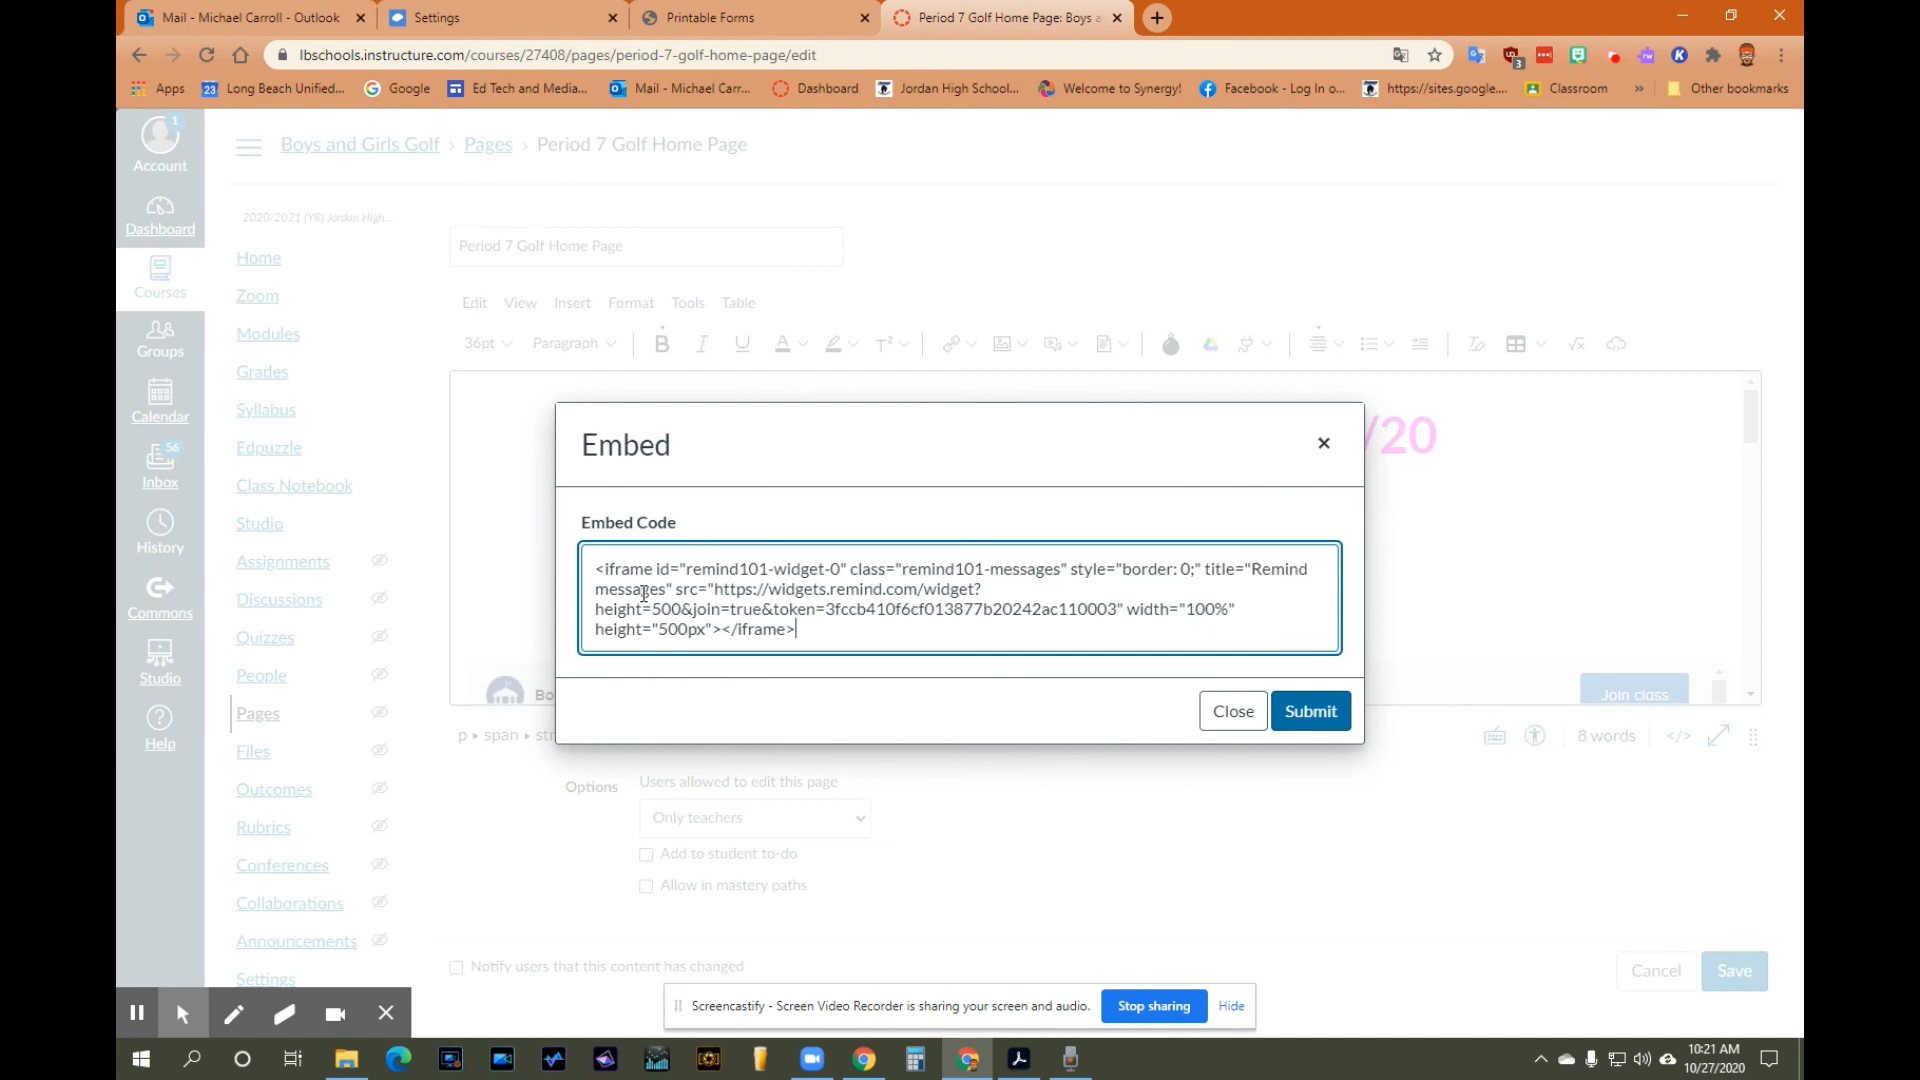 Mail - Michael Carroll - Outlook
Settings
Printable Forms
Period 7 Golf Home Page: Boys a
lbschools.instructure.com/courses/27408/pages/period-7-golf-home-page/edit
3
Apps
23
Long Beach Unified...
Google
Ed Tech and Media...
Mail - Michael Carr...
Dashboard
Jordan High School...
Welcome to Synergy!
Facebook - Log In o...
https://sites.google....
Classroom
»
Other bookmarks
1
Account
Dashboard
Courses
Groups
Calendar
56
Inbox
History
Commons
Studio
Help
Boys and Girls Golf › Pages › Period 7 Golf Home Page
2020/2021 [YR] Jordan High...
Home
Zoom
Modules
Grades
Syllabus
Edpuzzle
Class Notebook
Studio
Assignments
Discussions
Quizzes
People
Pages
Files
Outcomes
Rubrics
Conferences
Collaborations
Announcements
Settings
Period 7 Golf Home Page
Edit View Insert Format Tools Table
36pt
Paragraph
/20
Embed
Embed Code
<iframe id="remind101-widget-0" class="remind101-messages" style="border: 0;" title="Remind
messages" src="https://widgets.remind.com/widget?
height=500&join=true&token=3fccb410f6cf013877b20242ac110003" width="100%"
height="500px"></iframe>
Close
Submit
Bo
Join class
p ▸ span ▸ str
8 words
</>
Options
Users allowed to edit this page
Only teachers
Add to student to-do
Allow in mastery paths
Notify users that this content has changed
Cancel
Save
Screencastify - Screen Video Recorder is sharing your screen and audio.
Stop sharing
Hide
10:21 AM
10/27/2020